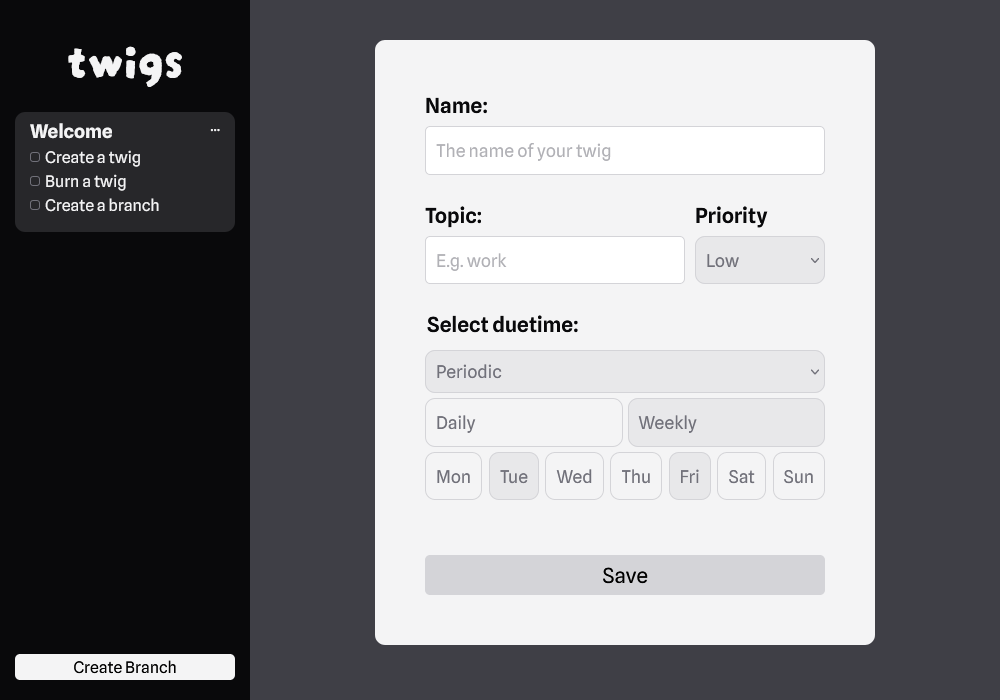 twigs
Welcome ...
Create a twig
Burn a twig
Create a branch
Create Branch
Name:
The name of your twig
Topic: Priority
E.g. work Low
Select duetime:
Periodic
Daily Weekly
Mon Tue Wed Thu Fri Sat Sun
Save